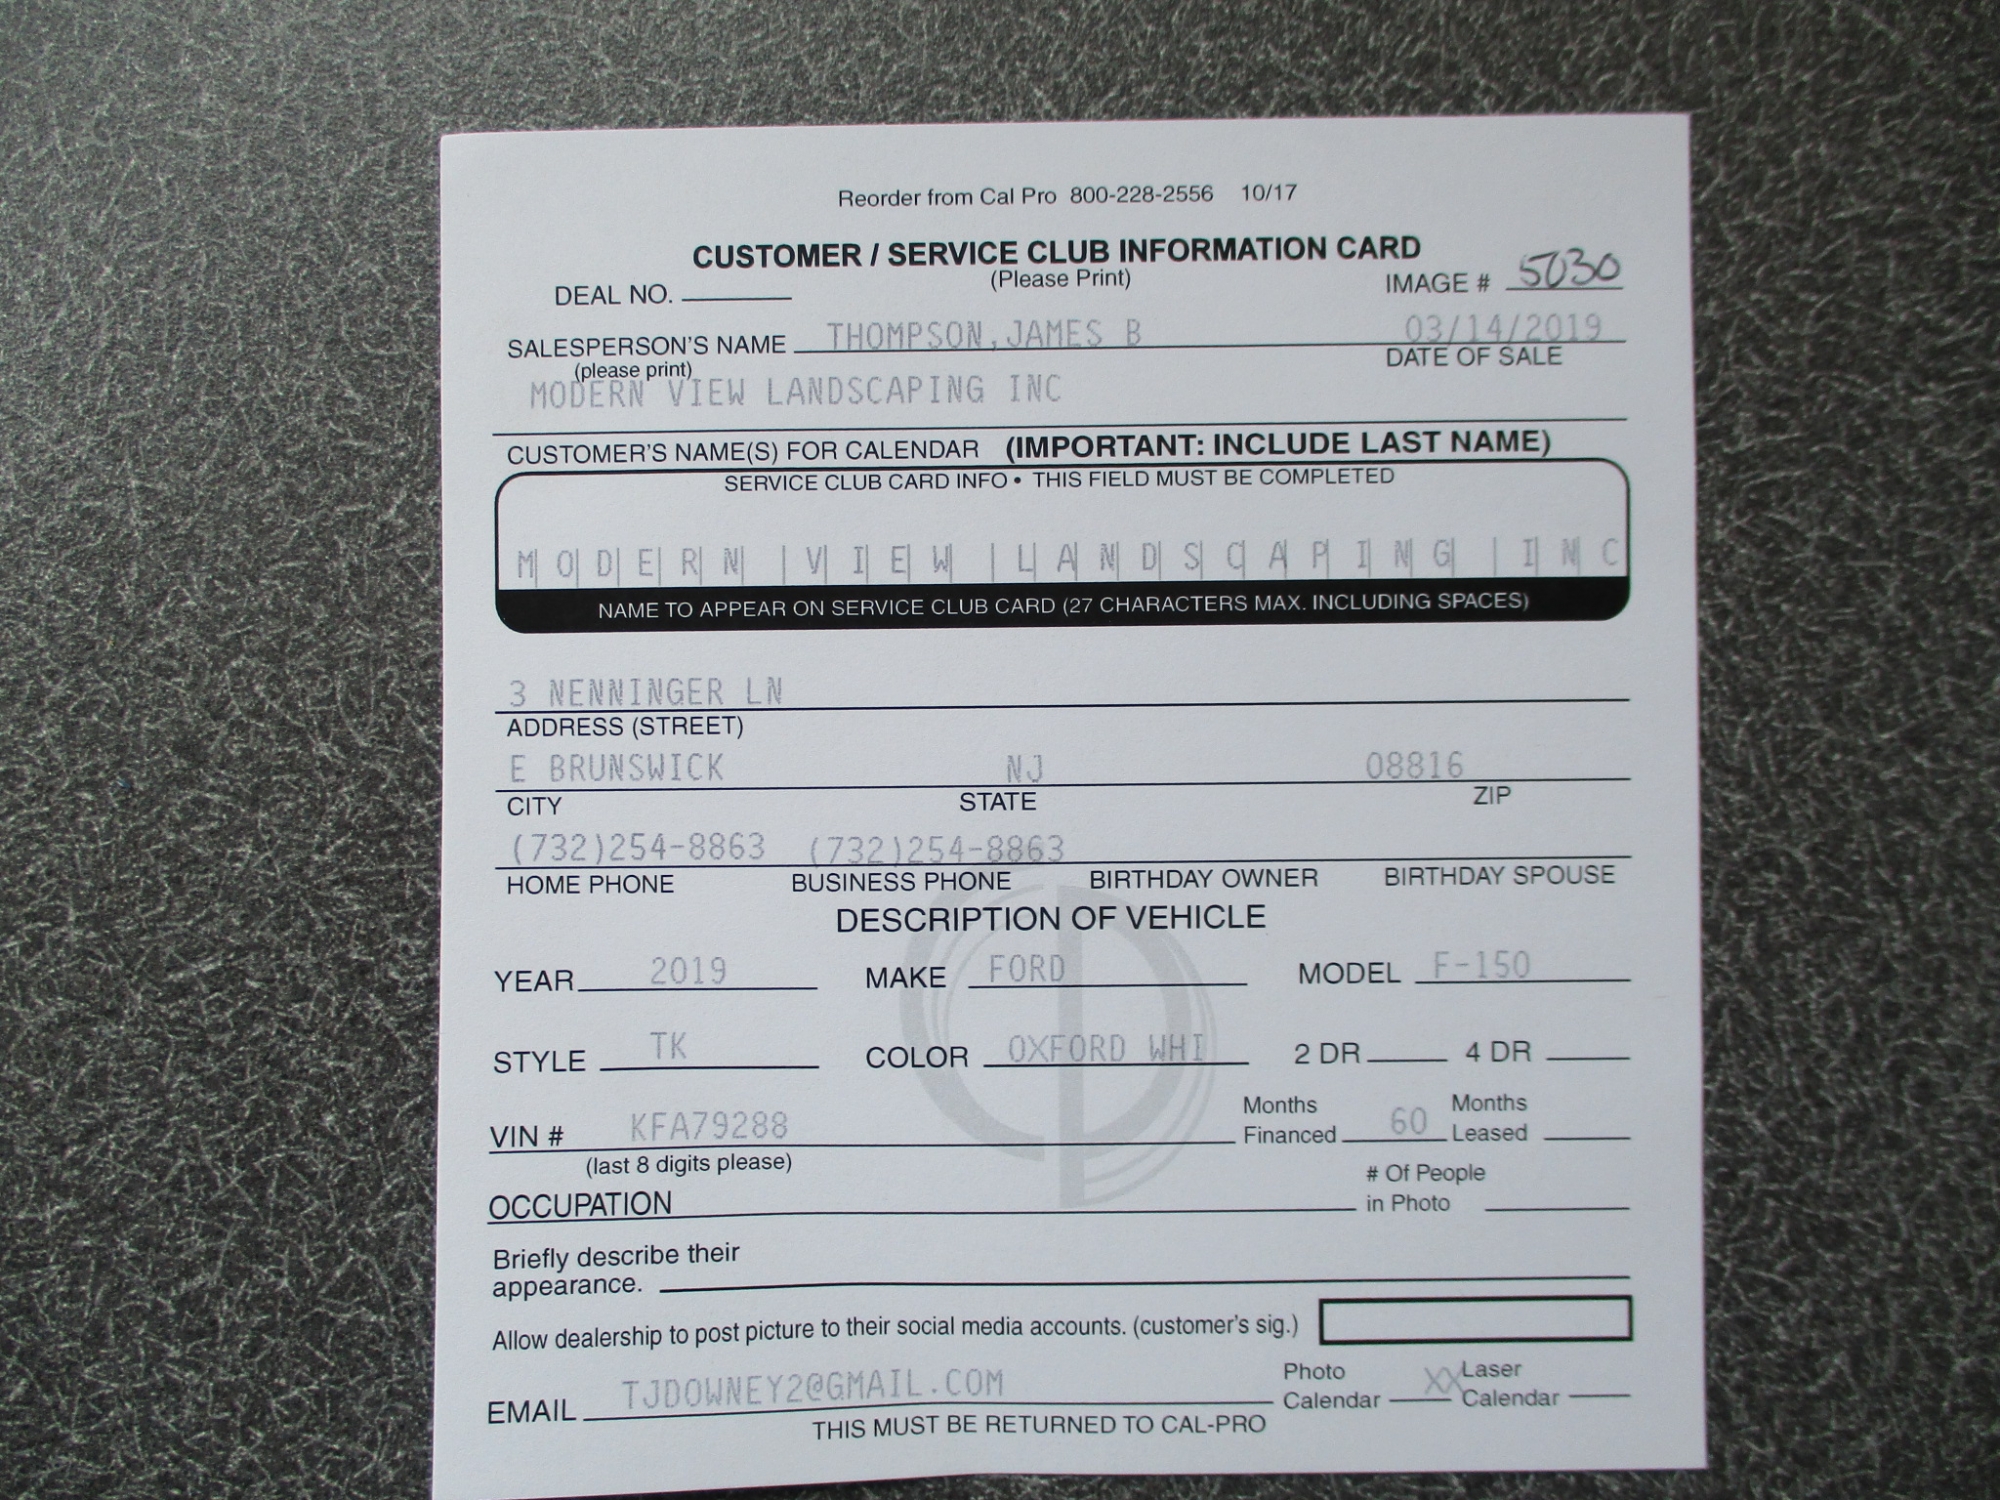 Reorder from Cal Pro 800-228-2556 10/17
CUSTOMER / SERVICE CLUB INFORMATION CARD
(Please Print)
DEAL NO. IMAGE # 5030
SALESPERSON'S NAME THOMPSON,JAMES B 03/14/2019
(please print) DATE OF SALE
MODERN VIEW LANDSCAPING INC
CUSTOMER'S NAME(S) FOR CALENDAR (IMPORTANT: INCLUDE LAST NAME)
SERVICE CLUB CARD INFO • THIS FIELD MUST BE COMPLETED
MODERN VIEW LANDSCAPING INC
NAME TO APPEAR ON SERVICE CLUB CARD (27 CHARACTERS MAX. INCLUDING SPACES)
3 NENNINGER LN
ADDRESS (STREET)
E BRUNSWICK NJ 08816
CITY STATE ZIP
(732)254-8863 (732)254-8863
HOME PHONE BUSINESS PHONE BIRTHDAY OWNER BIRTHDAY SPOUSE
DESCRIPTION OF VEHICLE
YEAR 2019 MAKE FORD MODEL F-150
STYLE TK COLOR OXFORD WHI 2 DR 4 DR
VIN # KFA79288 Months Financed 60 Months Leased
(last 8 digits please)
OCCUPATION # Of People in Photo
Briefly describe their
appearance.
Allow dealership to post picture to their social media accounts. (customer's sig.)
EMAIL TJDOWNEY2@GMAIL.COM Photo Calendar XX Laser Calendar
THIS MUST BE RETURNED TO CAL-PRO